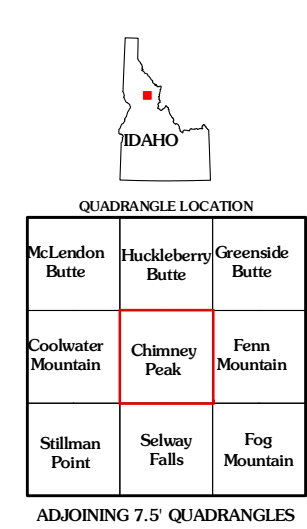 IDAHO
QUADRANGLE LOCATION
McLendon Butte
Huckleberry Butte
Greenside Butte
Coolwater Mountain
Chimney Peak
Fenn Mountain
Stillman Point
Selway Falls
Fog Mountain
ADJOINING 7.5' QUADRANGLES